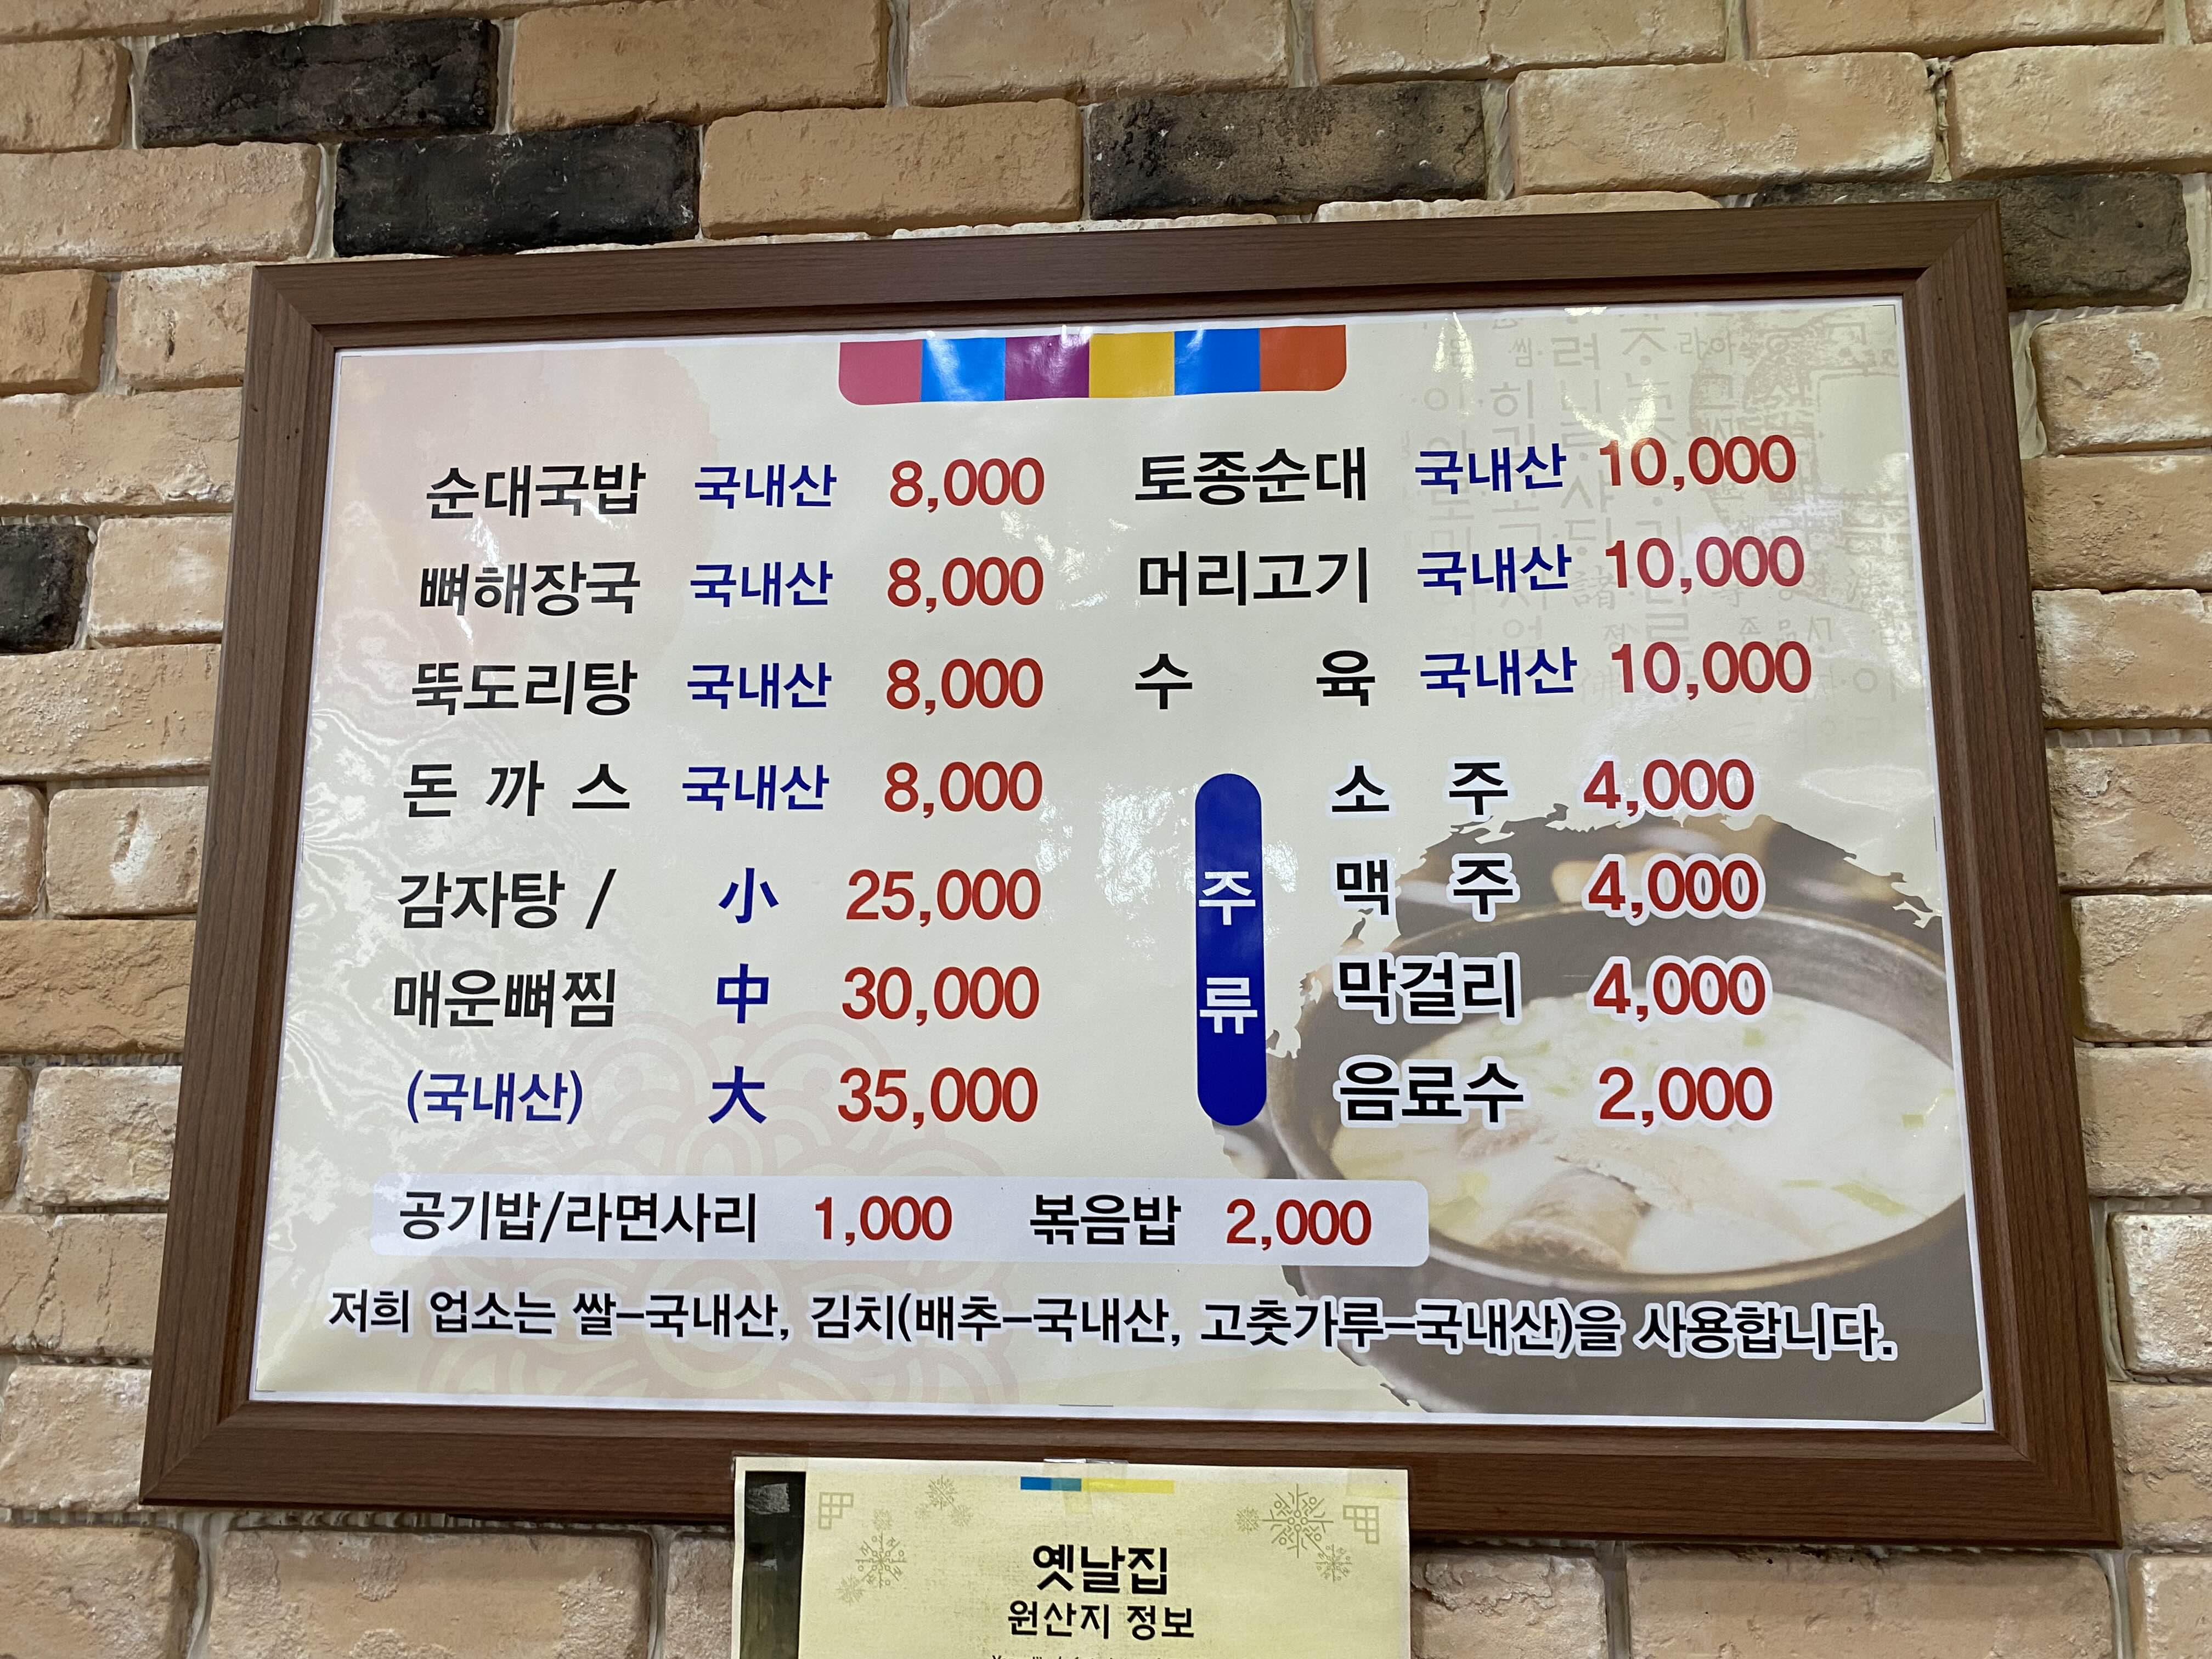 순대국밥 국내산 8,000
뼈해장국 국내산 8,000
뚝도리탕 국내산 8,000
돈까스 국내산 8,000
감자탕 / 小 25,000
매운뼈찜 中 30,000
(국내산) 大 35,000
토종순대 국내산 10,000
머리고기 국내산 10,000
수 육 국내산 10,000
주류
소 주 4,000
맥 주 4,000
막걸리 4,000
음료수 2,000
공기밥/라면사리 1,000 볶음밥 2,000
저희 업소는 쌀-국내산, 김치(배추-국내산, 고춧가루-국내산)을 사용합니다.
옛날집
원산지 정보